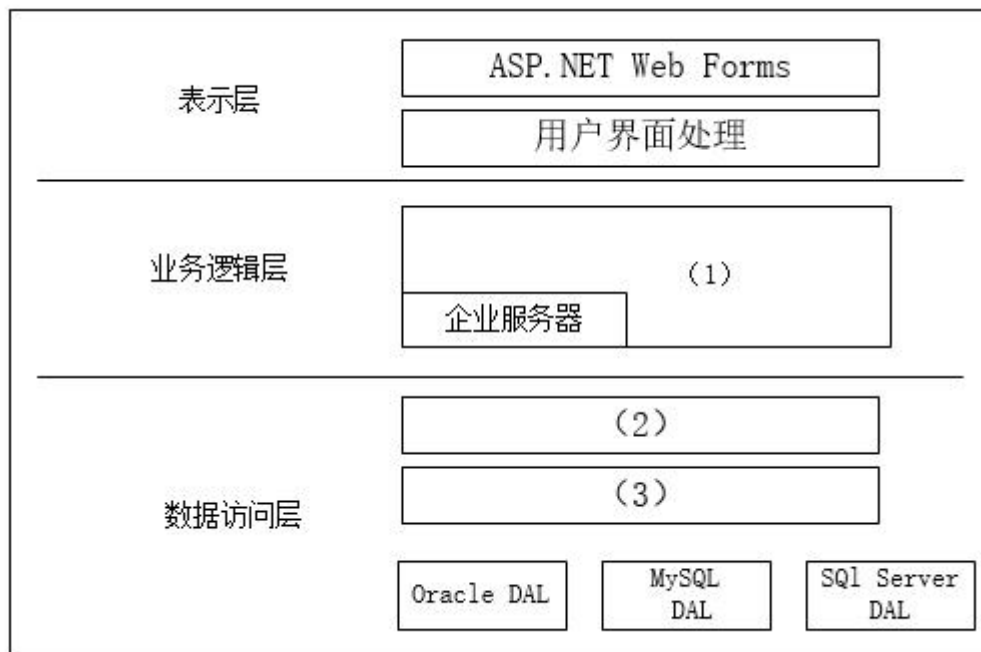 表示层
ASP.NET Web Forms
用户界面处理
业务逻辑层
(1)
企业服务器
数据访问层
(2)
(3)
Oracle DAL
MySQL
DAL
SQl Server
DAL